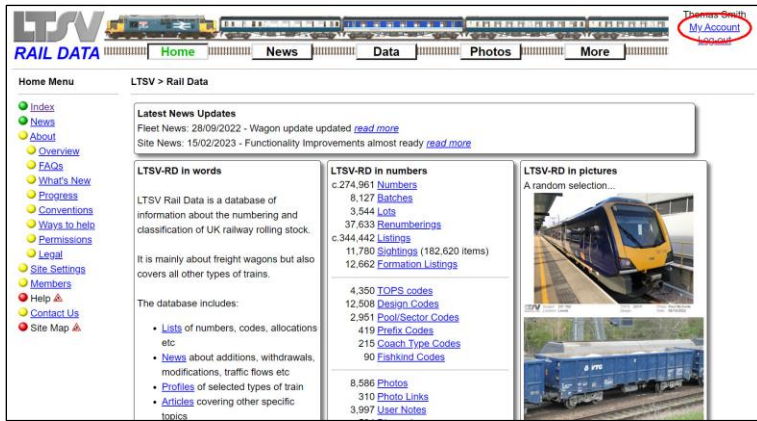 LTSV
RAIL DATA
Home
News
Data
Photos
More
Thomas Smith
My Account
Log out
Home Menu
Index
News
About
Overview
FAQs
What's New
Progress
Conventions
Ways to help
Permissions
Legal
Site Settings
Members
Help
Contact Us
Site Map
LTSV > Rail Data
Latest News Updates
Fleet News: 28/09/2022 - Wagon update updated read more
Site News: 15/02/2023 - Functionality Improvements almost ready read more
LTSV-RD in words
LTSV Rail Data is a database of
information about the numbering and
classification of UK railway rolling stock.
It is mainly about freight wagons but also
covers all other types of trains.
The database includes:
• Lists of numbers, codes, allocations
etc
• News about additions, withdrawals,
modifications, traffic flows etc
• Profiles of selected types of train
• Articles covering other specific
topics
LTSV-RD in numbers
c.274,961 Numbers
8,127 Batches
3,544 Lots
37,633 Renumberings
c.344,442 Listings
11,780 Sightings (182,620 items)
12,662 Formation Listings
4,350 TOPS codes
12,508 Design Codes
2,951 Pool/Sector Codes
419 Prefix Codes
215 Coach Type Codes
90 Fishkind Codes
8,586 Photos
310 Photo Links
3,997 User Notes
LTSV-RD in pictures
A random selection...
LTSV
VTG